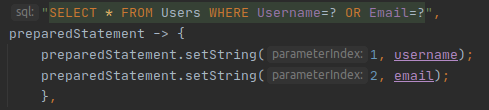 sql: "SELECT * FROM Users WHERE Username=? OR Email=?",
preparedStatement -> {
preparedStatement.setString( parameterIndex: 1, username);
preparedStatement.setString( parameterIndex: 2, email);
},